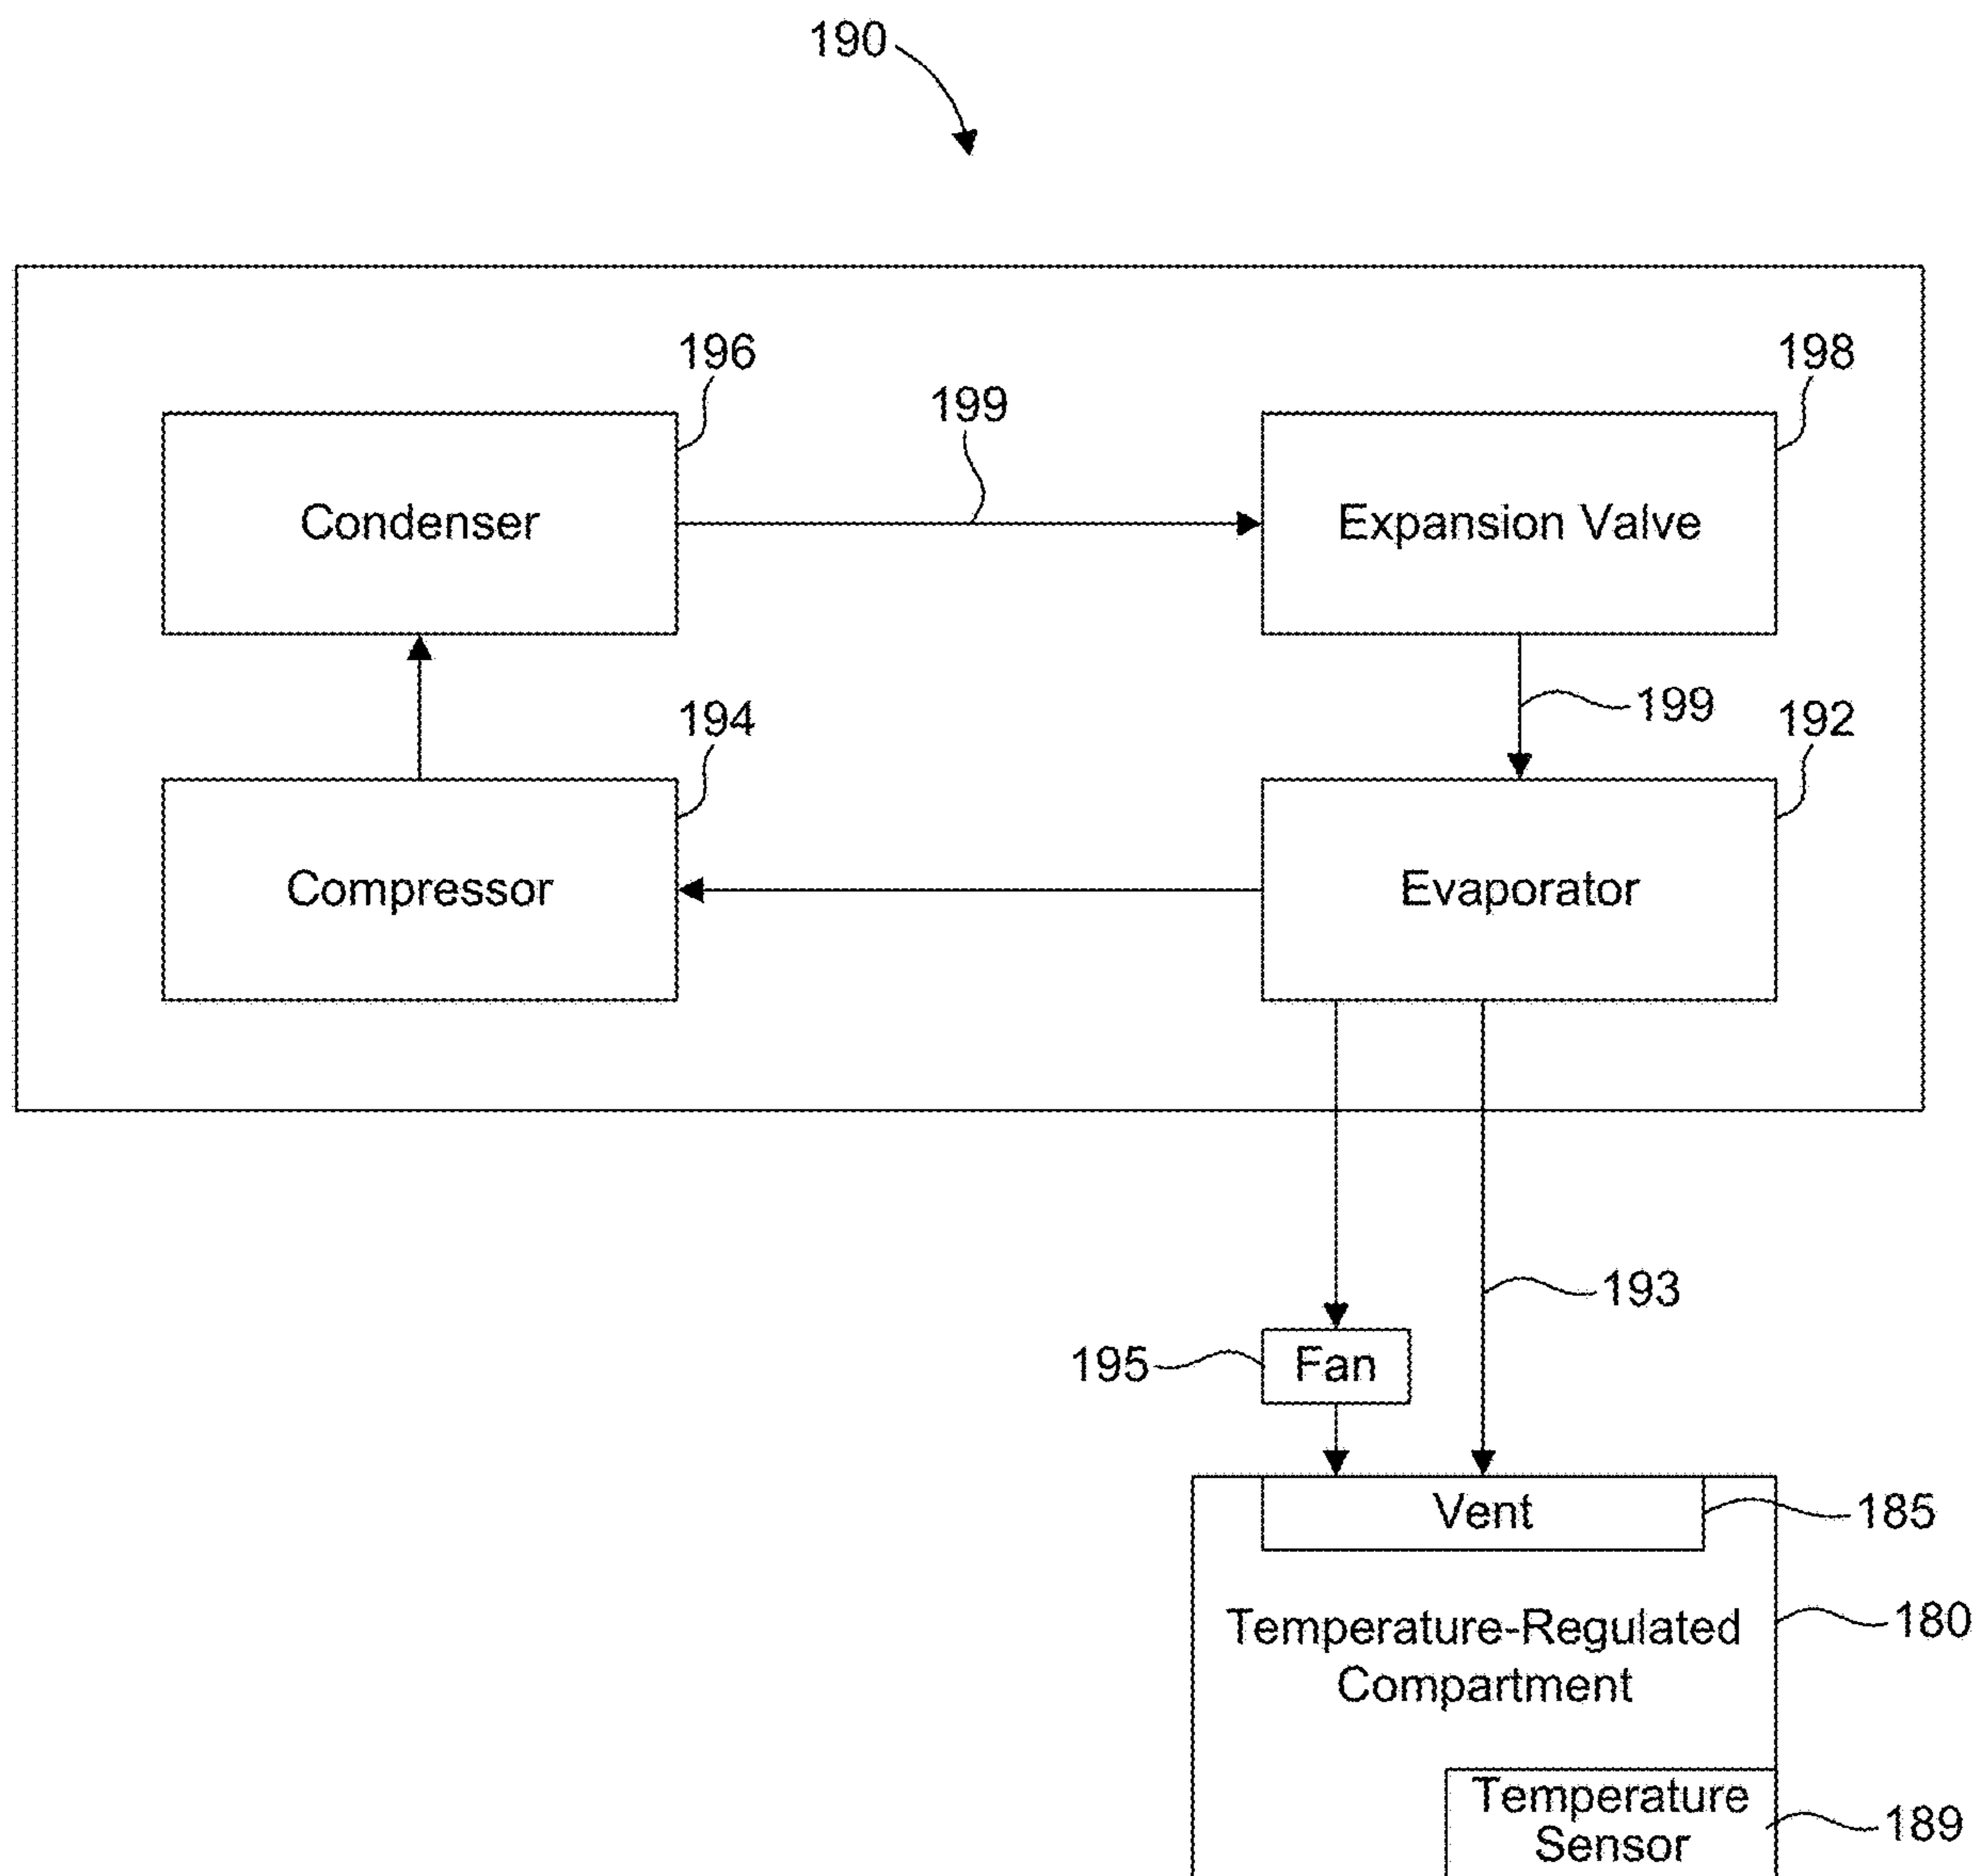 190
196
198
199
Condenser
Expansion Valve
199
194
192
Compressor
Evaporator
193
195
Fan
Vent
185
Temperature-Regulated
Compartment
180
Temperature
Sensor
189